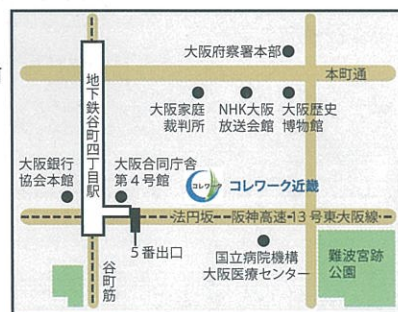 大阪府察署本部
本町通
地下鉄谷町四丁目駅
大阪家庭
裁判所
NHK大阪
放送会館
大阪歴史
博物館
大阪銀行
協会本館
大阪合同庁舎
第4号館
コレワーク
コレワーク近畿
法円坂
阪神高速13号東大阪線
5番出口
谷町筋
国立病院機構
大阪医療センター
難波宮跡
公園